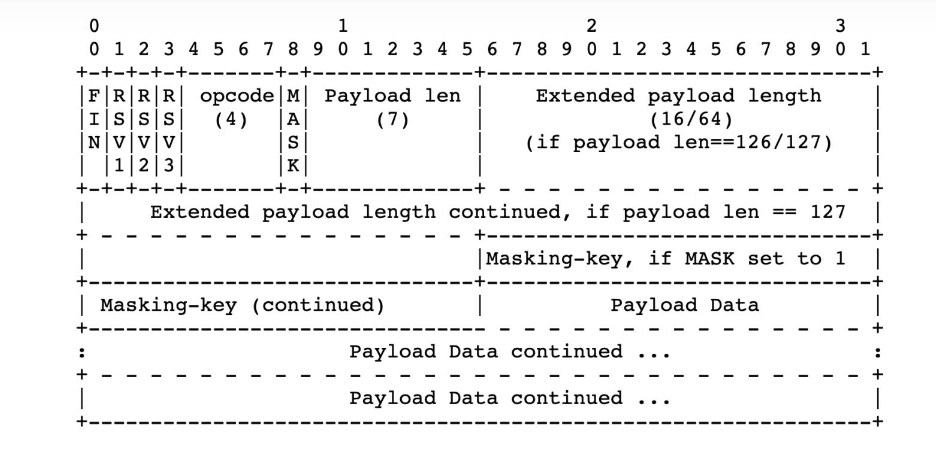 0                   1                   2                   3
 0 1 2 3 4 5 6 7 8 9 0 1 2 3 4 5 6 7 8 9 0 1 2 3 4 5 6 7 8 9 0 1
+-+-+-+-+-------+-+-------------+-------------------------------+
|F|R|R|R| opcode|M| Payload len |    Extended payload length    |
|I|S|S|S|  (4)  |A|     (7)     |             (16/64)           |
|N|V|V|V|       |S|             |   (if payload len==126/127)   |
| |1|2|3|       |K|             |                               |
+-+-+-+-+-------+-+-------------+ - - - - - - - - - - - - - - - +
|     Extended payload length continued, if payload len == 127  |
+ - - - - - - - - - - - - - - - +-------------------------------+
|                               |Masking-key, if MASK set to 1  |
+-------------------------------+-------------------------------+
| Masking-key (continued)       |          Payload Data         |
+-------------------------------- - - - - - - - - - - - - - - - +
:                     Payload Data continued ...                :
+ - - - - - - - - - - - - - - - - - - - - - - - - - - - - - - - +
|                     Payload Data continued ...                |
+---------------------------------------------------------------+